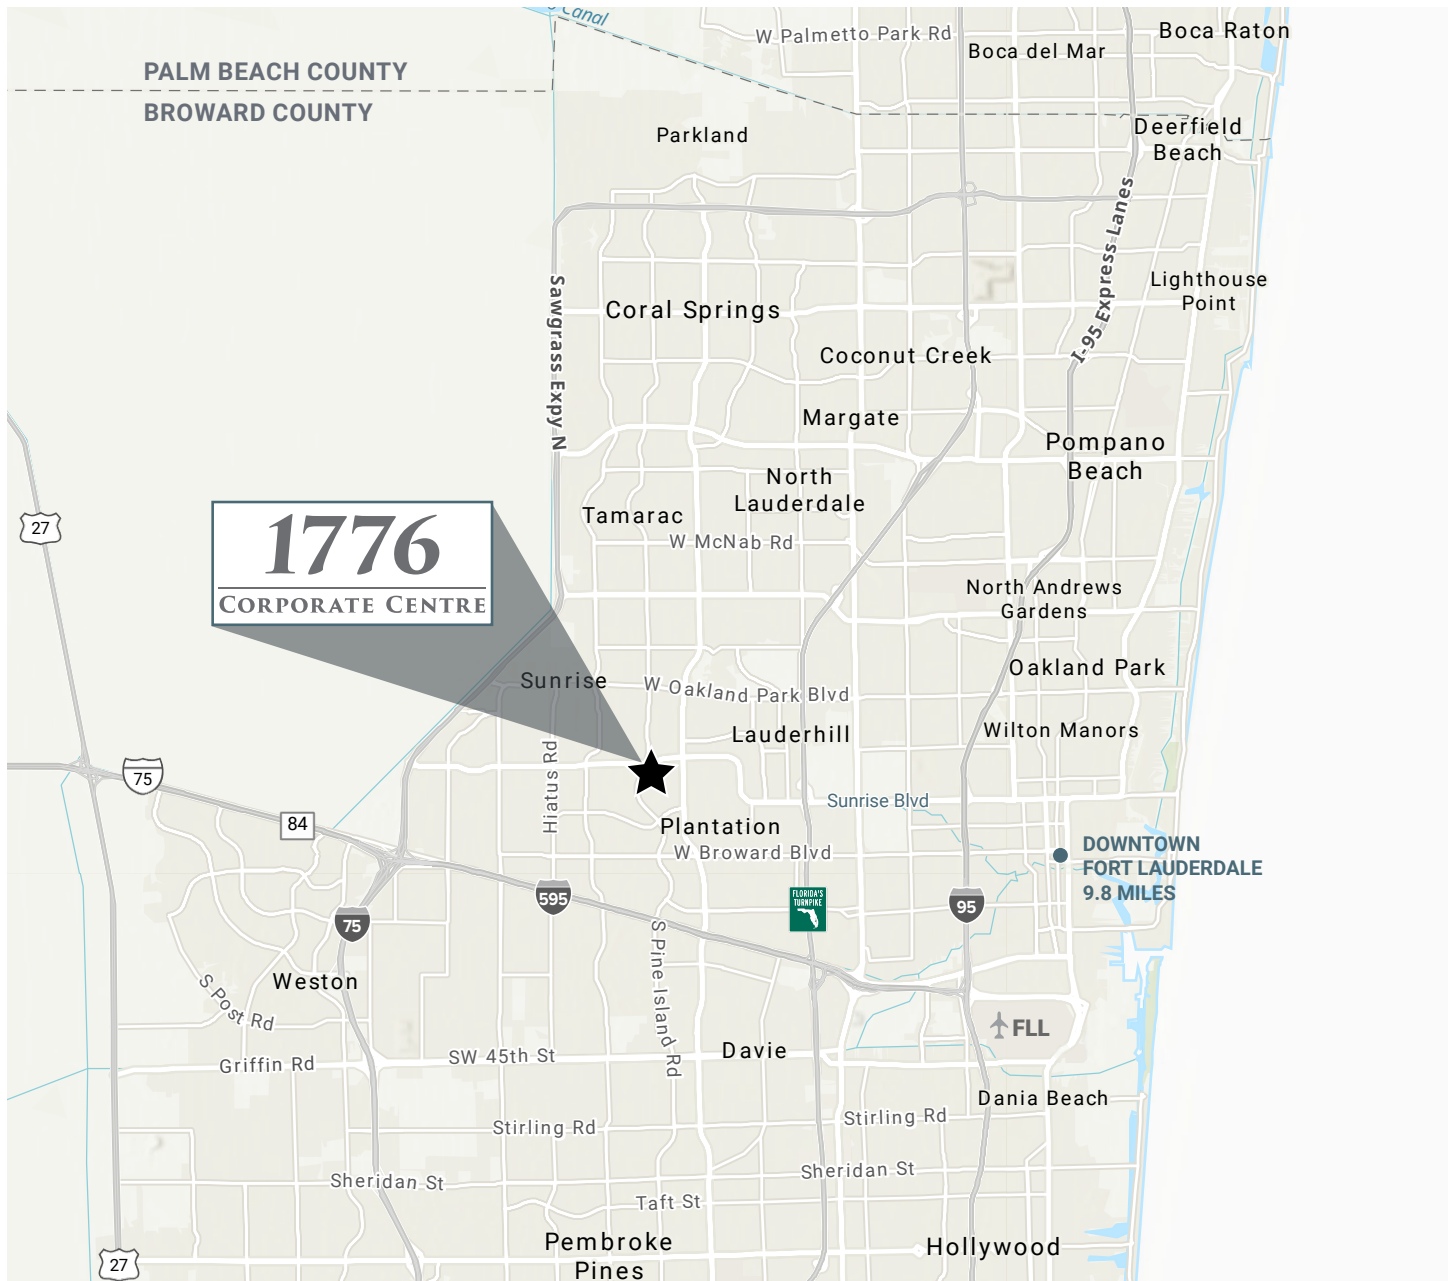 Canal
W Palmetto Park Rd
Boca Raton
Boca del Mar
PALM BEACH COUNTY
BROWARD COUNTY
Parkland
Deerfield
Beach
I-95 Express Lanes
Sawgrass Expy N
Lighthouse
Point
Coral Springs
Coconut Creek
Margate
Pompano
Beach
North
Lauderdale
Tamarac
W McNab Rd
27
1776
CORPORATE CENTRE
North Andrews
Gardens
Oakland Park
Sunrise
W Oakland Park Blvd
Lauderhill
Wilton Manors
Hiatus Rd
75
84
Sunrise Blvd
Plantation
W Broward Blvd
DOWNTOWN
FORT LAUDERDALE
9.8 MILES
595
FLORIDA'S
TURNPIKE
95
75
S Pine Island Rd
Weston
S Post Rd
FLL
SW 45th St
Davie
Griffin Rd
Dania Beach
Stirling Rd
Stirling Rd
Sheridan St
Sheridan St
Taft St
Pembroke
Pines
Hollywood
27